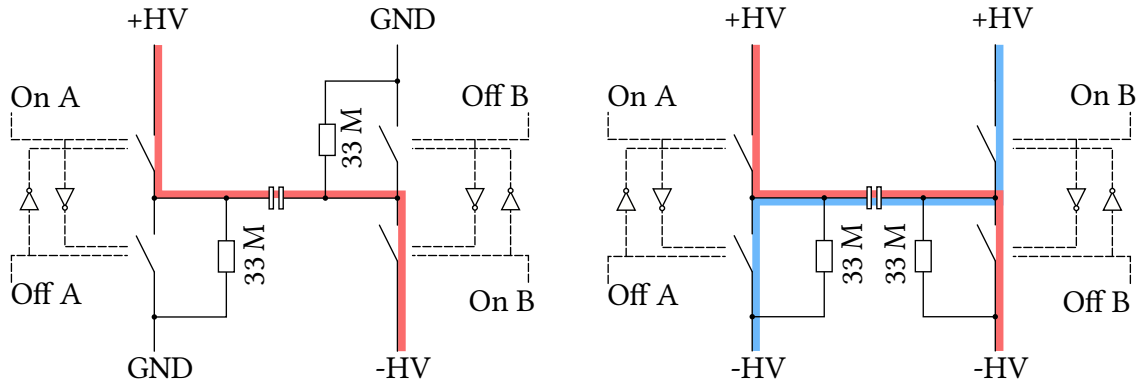 +HV
GND
+HV
+HV
On A
Off B
On A
On B
33 M
33 M
33 M
33 M
Off A
On B
Off A
Off B
GND
-HV
-HV
-HV